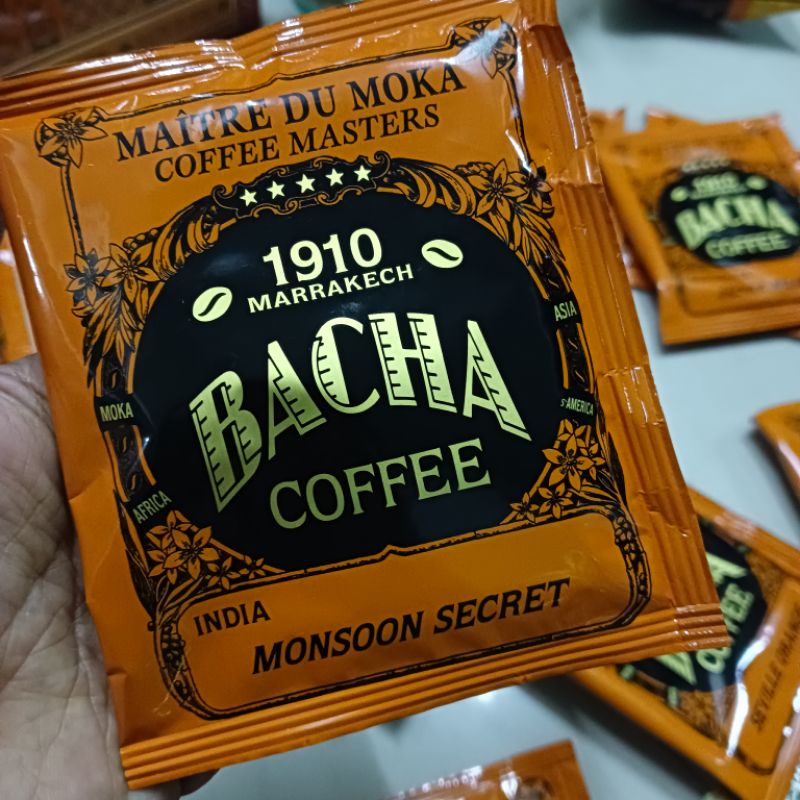 MAÎTRE DU MOKA
COFFEE MASTERS
1910
MARRAKECH
BACHA
COFFEE
MOKA
AFRICA
ASIA
S. AMERICA
INDIA
MONSOON SECRET
1910
BACHA
COFFEE
COFFEE